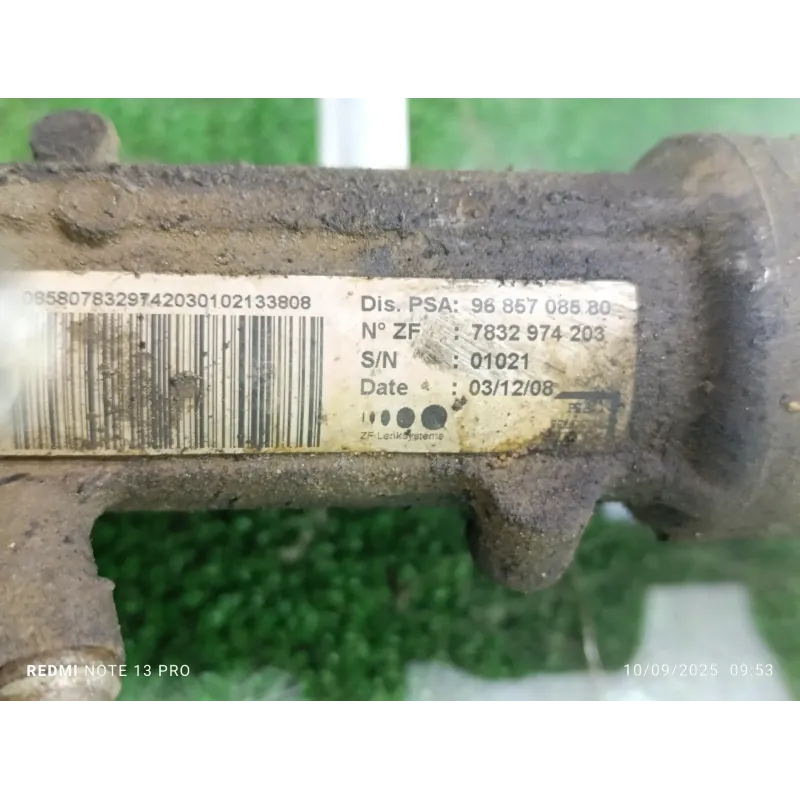 0858078329742030102133808
Dis. PSA: 96 857 085 80
N° ZF : 7832 974 203
S/N : 01021
Date : 03/12/08
ZF-Lenksysteme
REDMI NOTE 13 PRO
10/09/2025 09:53